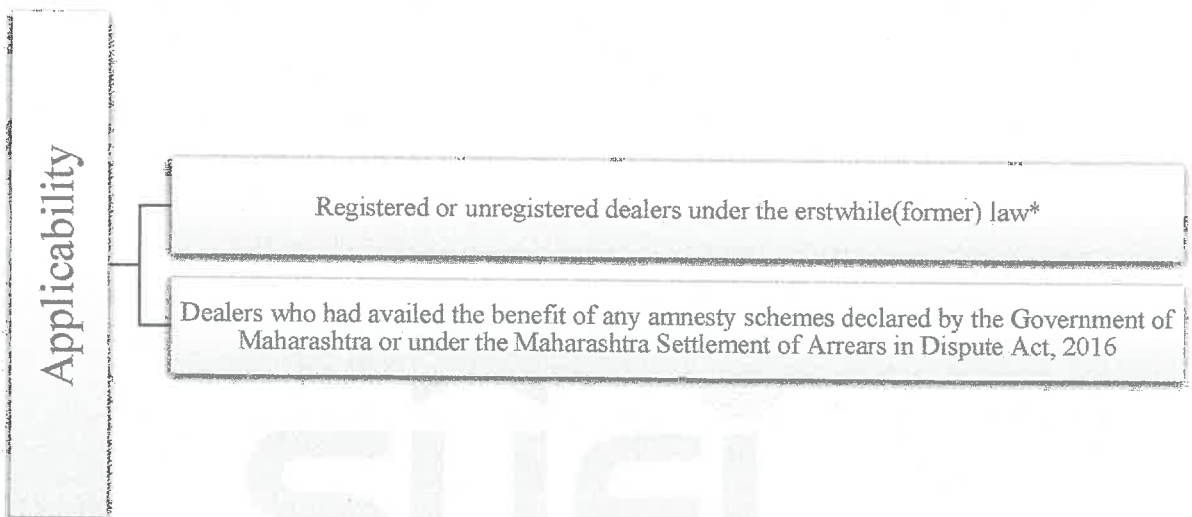 Applicability
Registered or unregistered dealers under the erstwhile(former) law*
Dealers who had availed the benefit of any amnesty schemes declared by the Government of
Maharashtra or under the Maharashtra Settlement of Arrears in Dispute Act, 2016